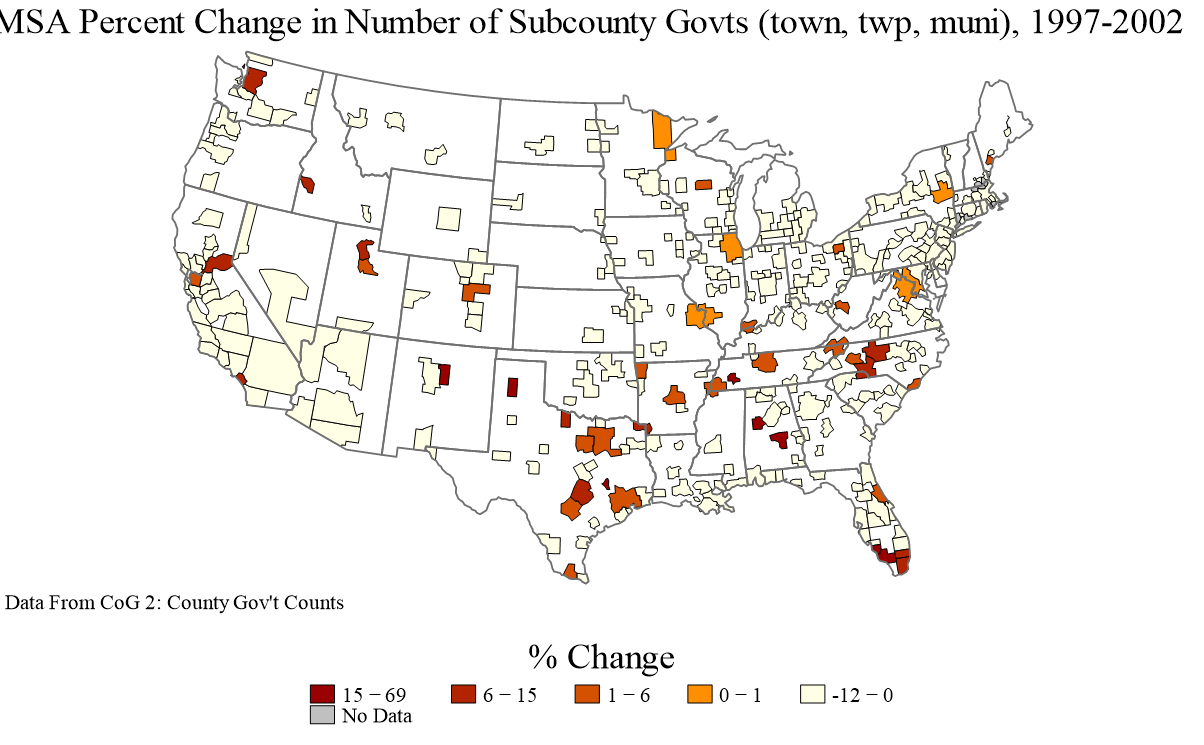 MSA Percent Change in Number of Subcounty Govts (town, twp, muni), 1997-2002
Data From CoG 2: County Gov't Counts
% Change
15 – 69 6 – 15 1 – 6 0 – 1 -12 – 0
No Data